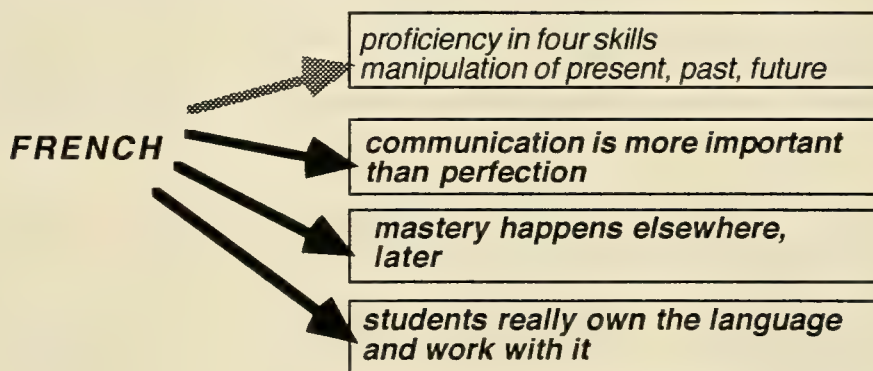 FRENCH
proficiency in four skills
manipulation of present, past, future
communication is more important
than perfection
mastery happens elsewhere,
later
students really own the language
and work with it